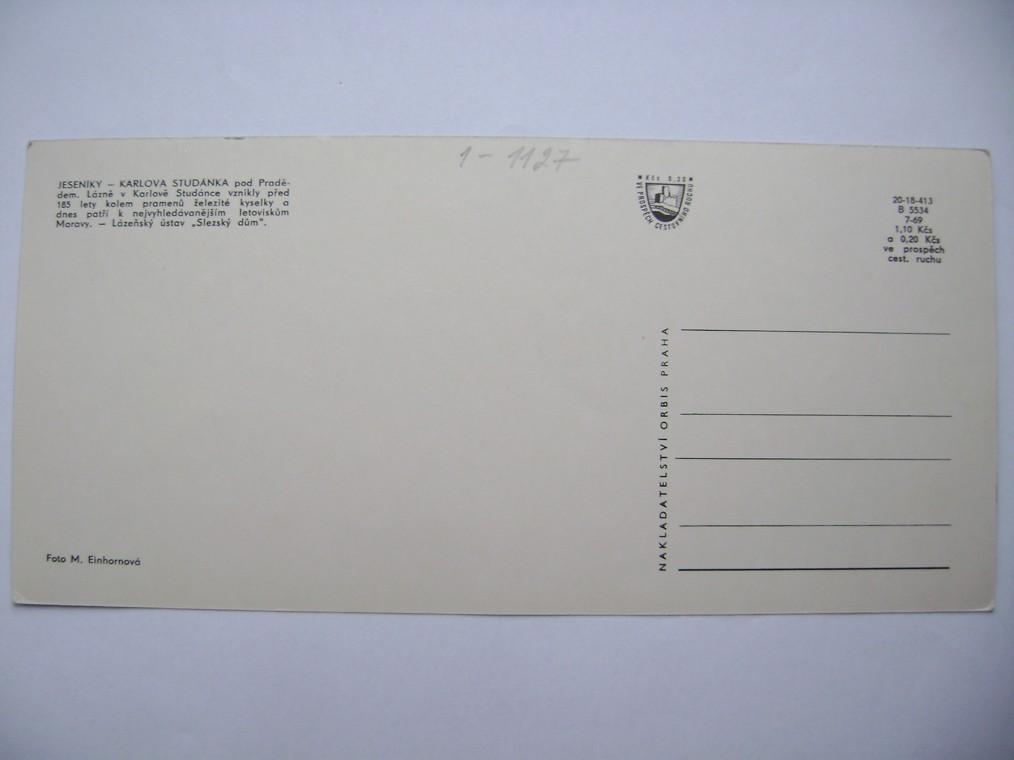 1 - 1127
JESENÍKY — KARLOVA STUDÁNKA pod Pradě-
dem. Lázně v Karlově Studánce vznikly před
185 lety kolem pramenů železité kyselky a
dnes patří k nejvyhledávanějším letoviskům
Moravy. — Lázeňský ústav „Slezský dům".
Kčs 0,20
VE PROSPĚCH CESTOVNÍHO RUCHU
20-18-413
B 5534
7-69
1,10 Kčs
a 0,20 Kčs
ve prospěch
cest. ruchu
NAKLADATELSTVÍ ORBIS PRAHA
Foto M. Einhornová